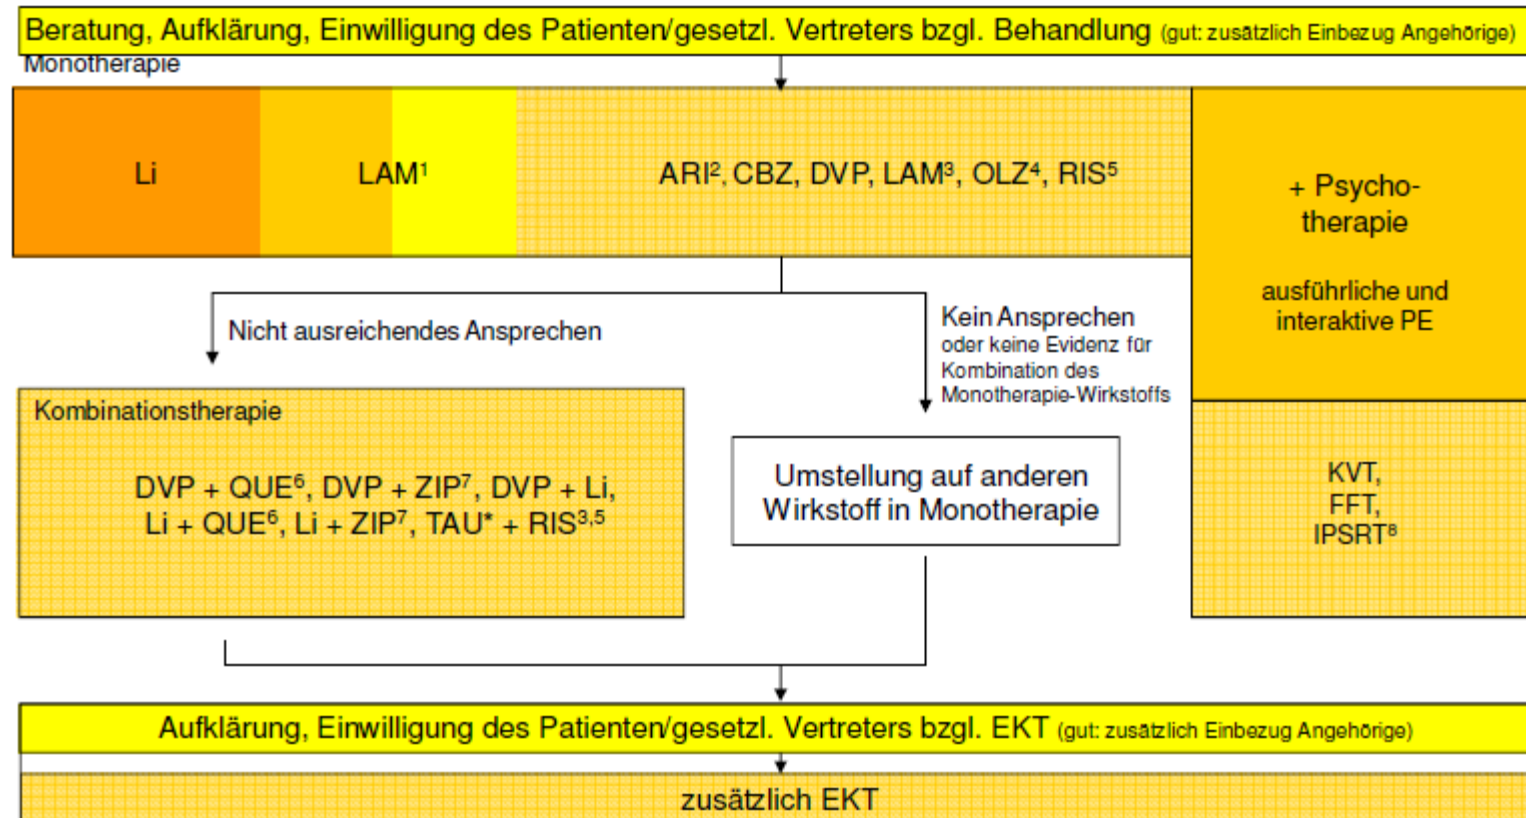 Beratung, Aufklärung, Einwilligung des Patienten/gesetzl. Vertreters bzgl. Behandlung (gut: zusätzlich Einbezug Angehörige)
Monotherapie
Li
LAM¹
ARI², CBZ, DVP, LAM³, OLZ⁴, RIS⁵
+ Psycho-
therapie
ausführliche und
interaktive PE
Nicht ausreichendes Ansprechen
Kein Ansprechen
oder keine Evidenz für
Kombination des
Monotherapie-Wirkstoffs
Kombinationstherapie
DVP + QUE⁶, DVP + ZIP⁷, DVP + Li,
Li + QUE⁶, Li + ZIP⁷, TAU* + RIS³,⁵
Umstellung auf anderen
Wirkstoff in Monotherapie
KVT,
FFT,
IPSRT⁸
Aufklärung, Einwilligung des Patienten/gesetzl. Vertreters bzgl. EKT (gut: zusätzlich Einbezug Angehörige)
zusätzlich EKT